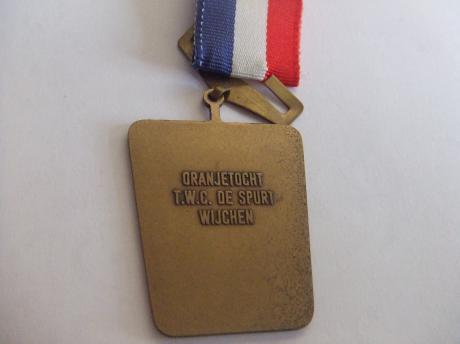 ORANJETOCHT
T.W.C. DE SPURT
WIJCHEN